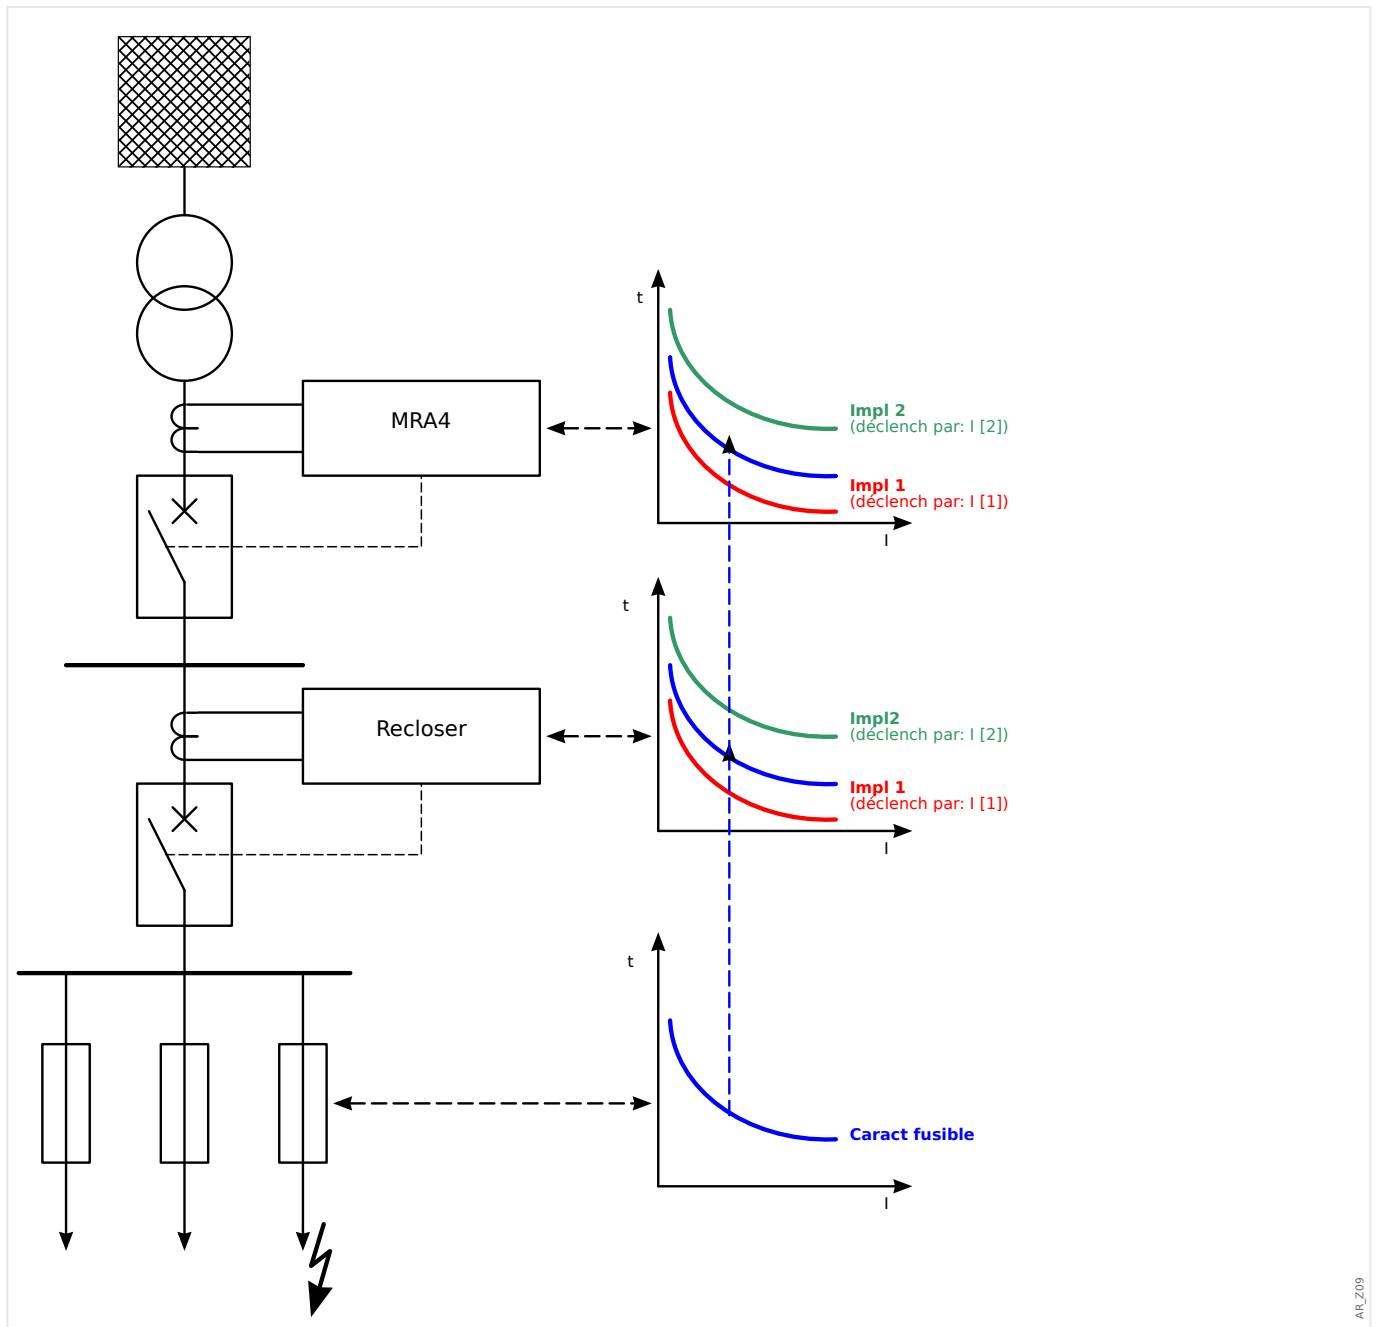 t
Impl 2
(déclench par: I [2])
MRA4
Impl 1
(déclench par: I [1])
I
t
Impl2
(déclench par: I [2])
Recloser
Impl 1
(déclench par: I [1])
I
t
Caract fusible
I
AR_Z09